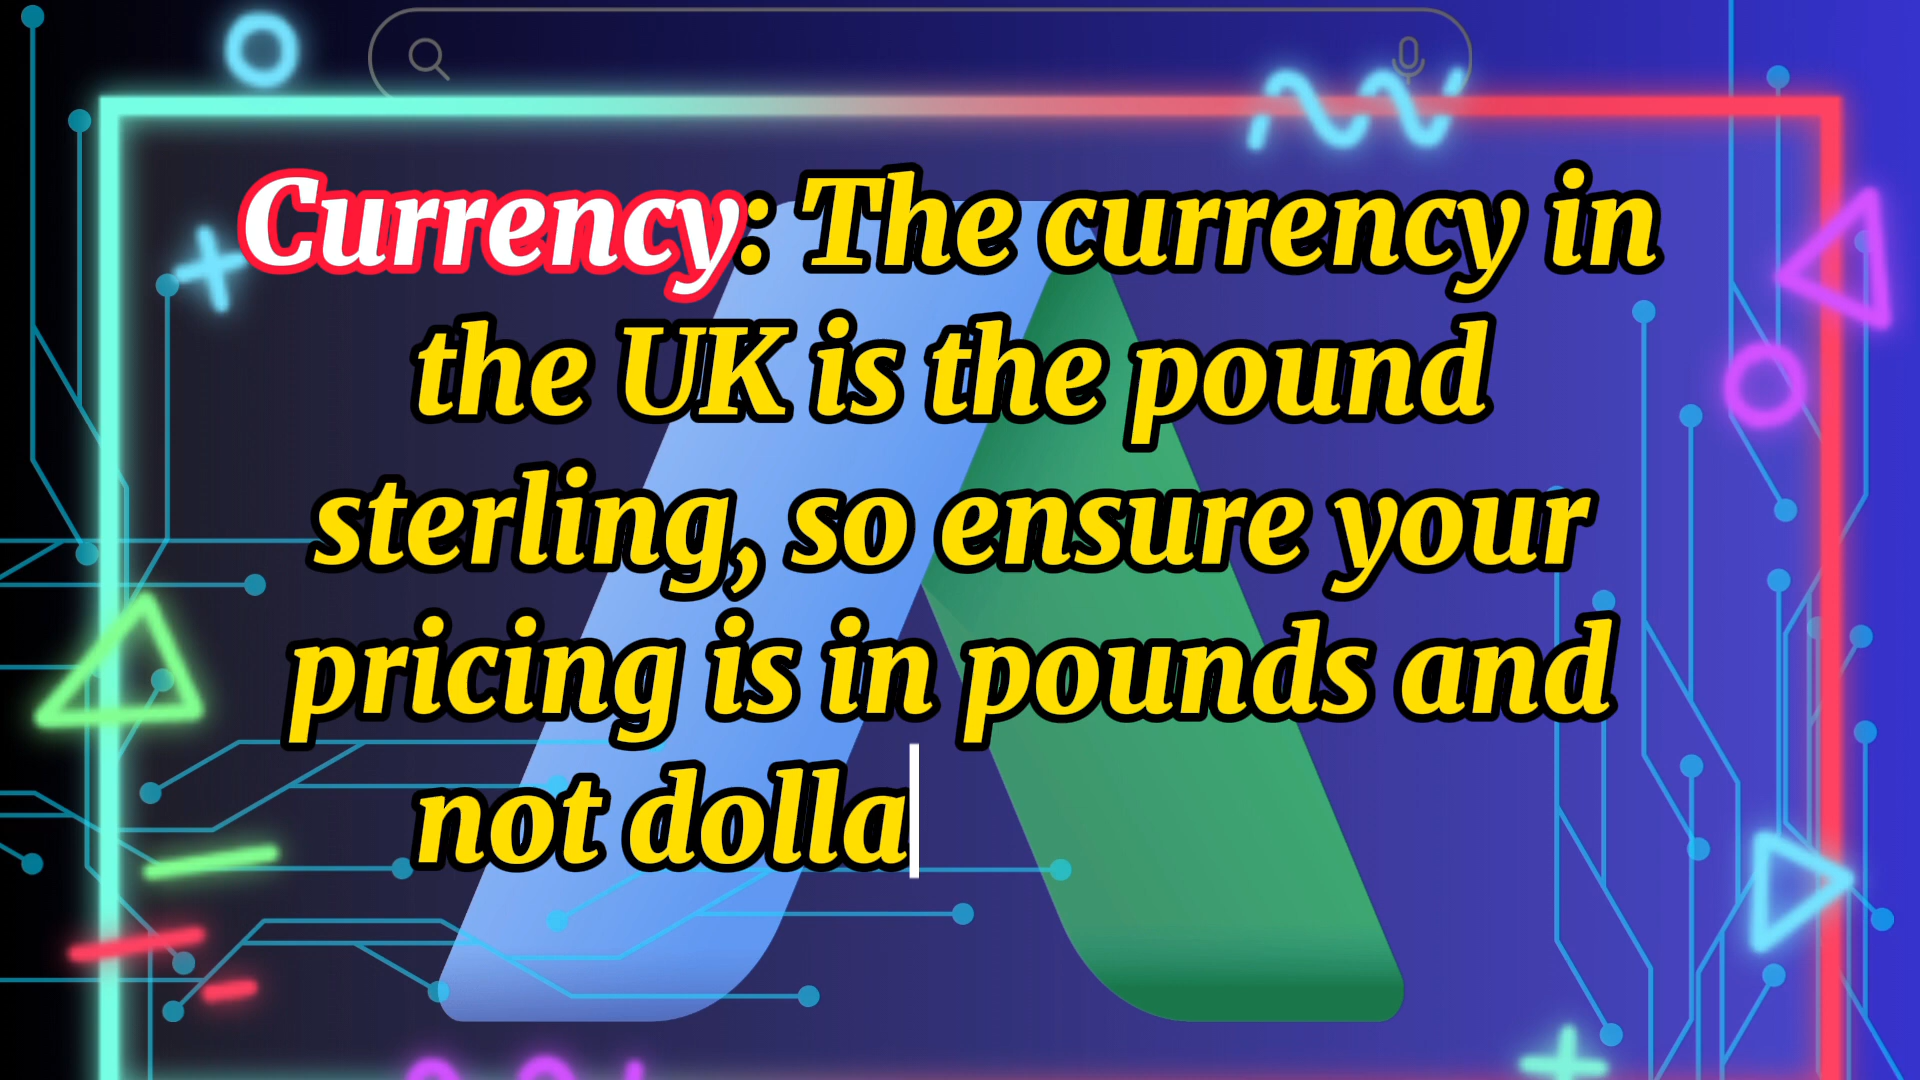 Currency: The currency in
the UK is the pound
sterling, so ensure your
pricing is in pounds and
not dolla